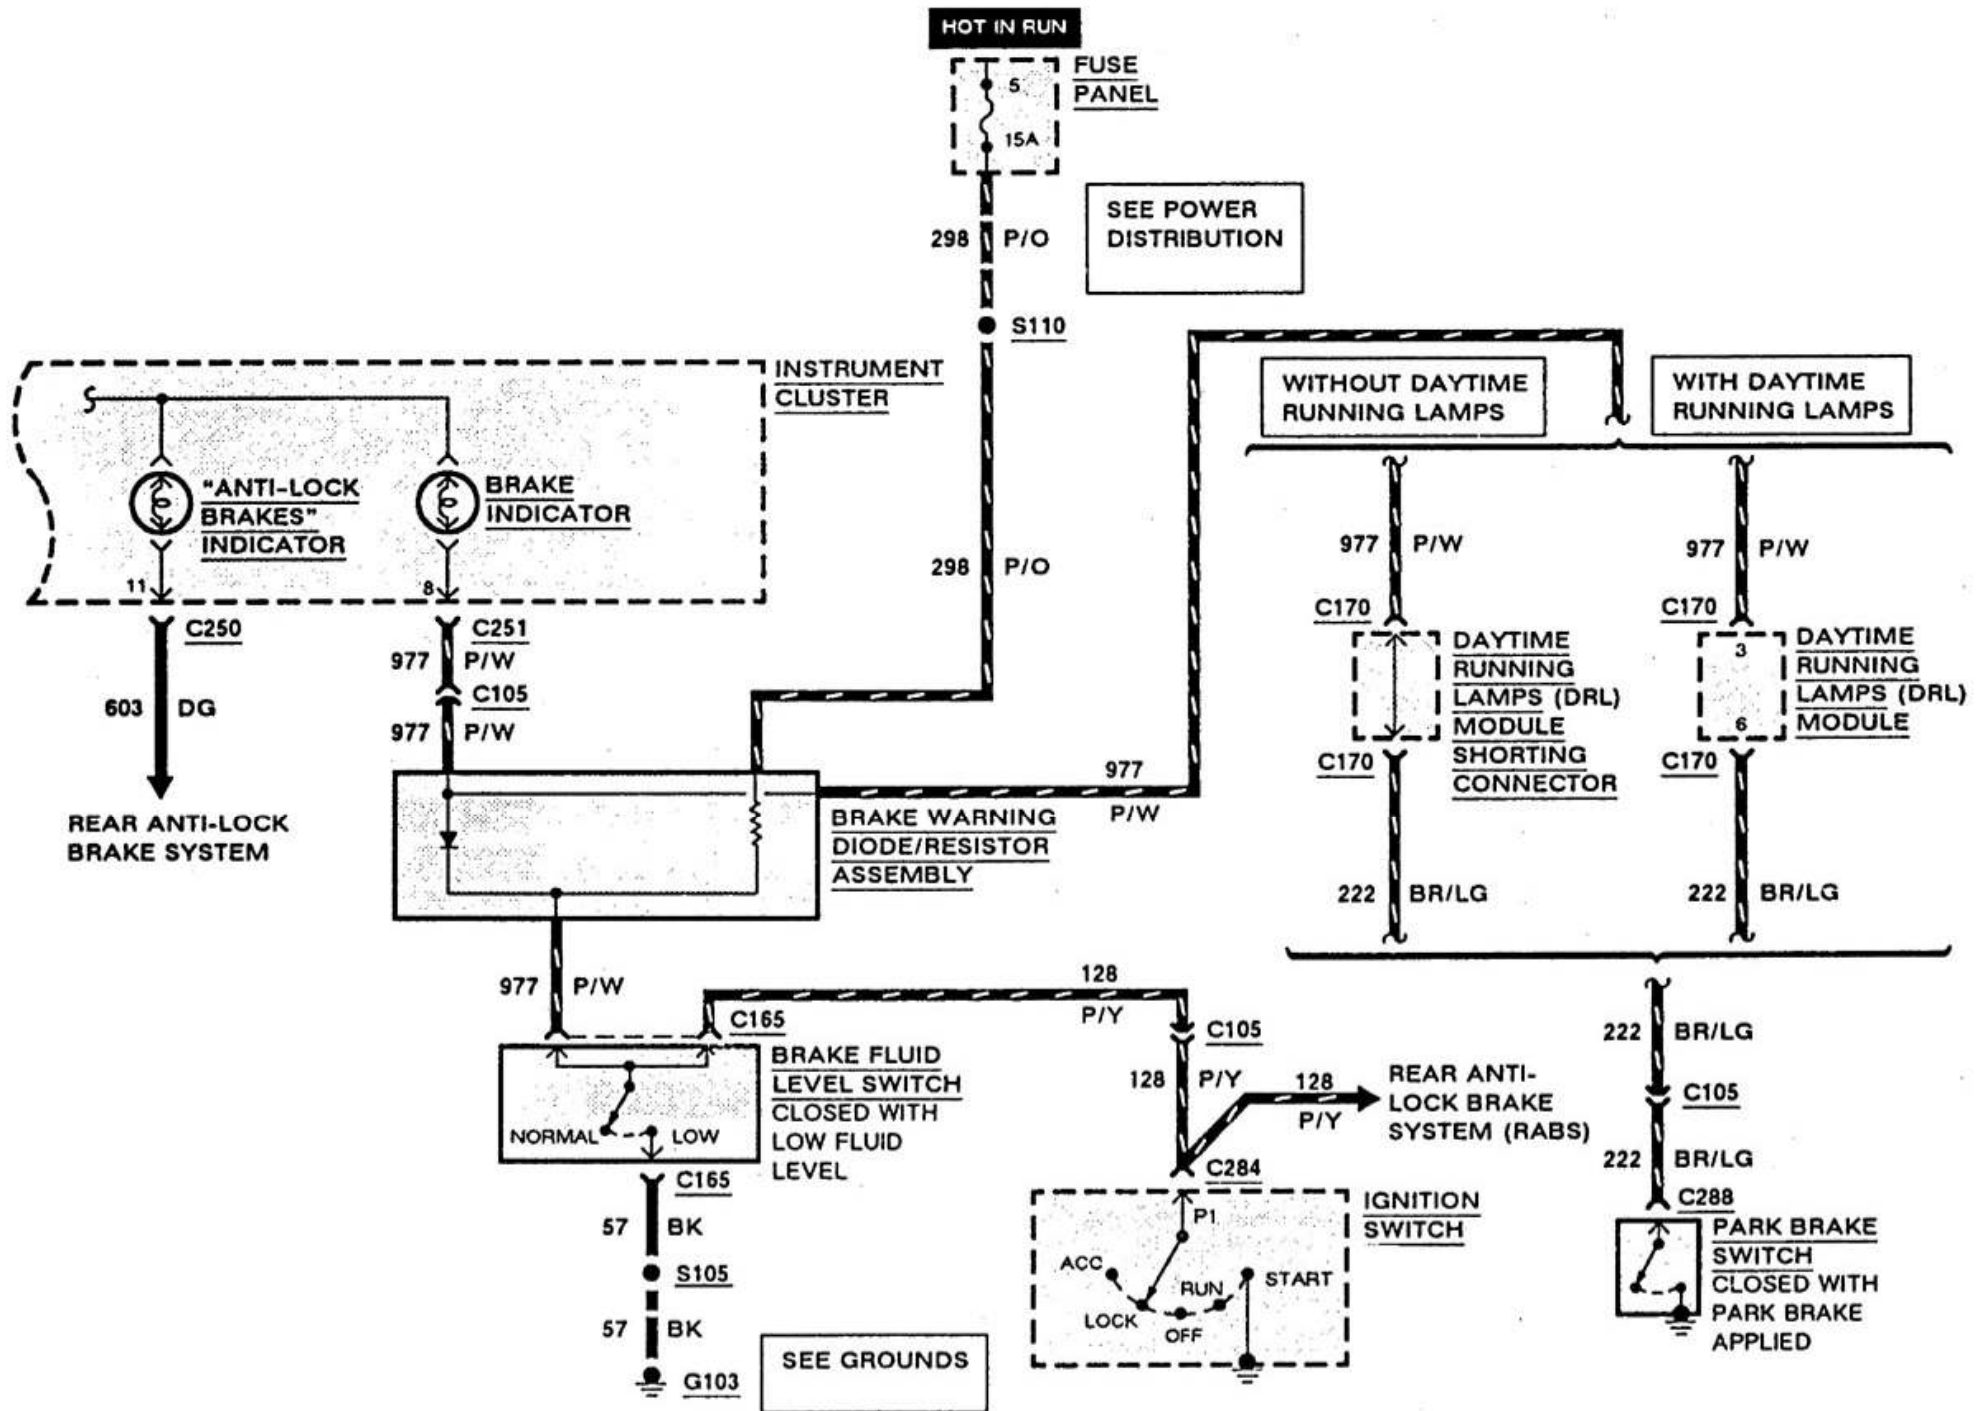 HOT IN RUN
FUSE
PANEL
5
15A
SEE POWER
DISTRIBUTION
298 P/O
S110
INSTRUMENT
CLUSTER
WITHOUT DAYTIME
RUNNING LAMPS
WITH DAYTIME
RUNNING LAMPS
"ANTI-LOCK
BRAKES"
INDICATOR
BRAKE
INDICATOR
298 P/O
977 P/W
977 P/W
11
8
C250
C251
977 P/W
C105
603 DG
977 P/W
C170
C170
DAYTIME
RUNNING
LAMPS (DRL)
MODULE
SHORTING
CONNECTOR
3
6
DAYTIME
RUNNING
LAMPS (DRL)
MODULE
C170
C170
977
P/W
REAR ANTI-LOCK
BRAKE SYSTEM
BRAKE WARNING
DIODE/RESISTOR
ASSEMBLY
222 BR/LG
222 BR/LG
977 P/W
128
P/Y
C165
C105
BRAKE FLUID
LEVEL SWITCH
CLOSED WITH
LOW FLUID
LEVEL
NORMAL
LOW
128 P/Y
128
P/Y
REAR ANTI-
LOCK BRAKE
SYSTEM (RABS)
222 BR/LG
C105
222 BR/LG
C165
C284
C288
57 BK
S105
57 BK
G103
SEE GROUNDS
P1
ACC
LOCK
OFF
RUN
START
IGNITION
SWITCH
PARK BRAKE
SWITCH
CLOSED WITH
PARK BRAKE
APPLIED